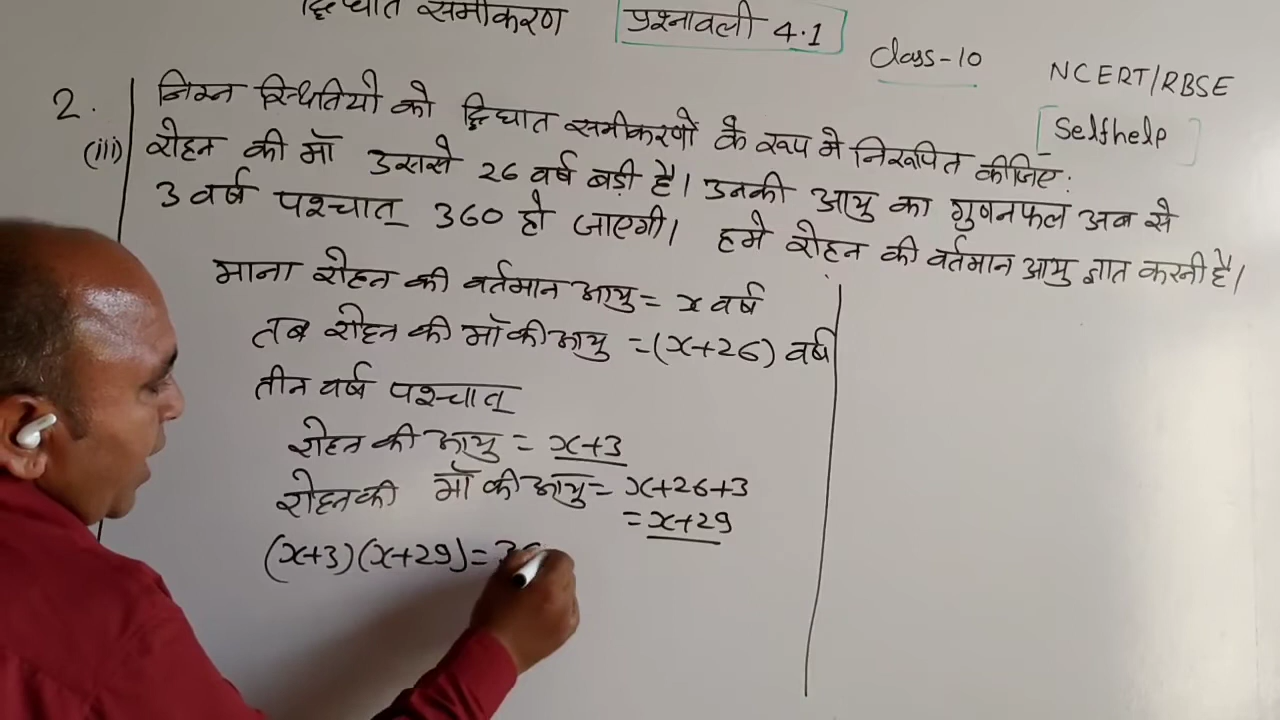 द्विघात समीकरण प्रश्नावली 4.1
Class-10 NCERT/RBSE
Selfhelp
2. निम्न स्थितियो को द्विघात समीकरणों के रूप मे निरूपित कीजिए:
(iii) रोहन की माँ उससे 26 वर्ष बड़ी है। उनकी आयु का गुणनफल अब से
3 वर्ष पश्चात् 360 हो जाएगी। हमे रोहन की वर्तमान आयु ज्ञात करनी है।
माना रोहन की वर्तमान आयु = x वर्ष
तब रोहन की माँ की आयु = (x+26) वर्ष
तीन वर्ष पश्चात्
रोहन की आयु = x+3
रोहन की माँ की आयु = x+26+3
= x+29
(x+3)(x+29)=36